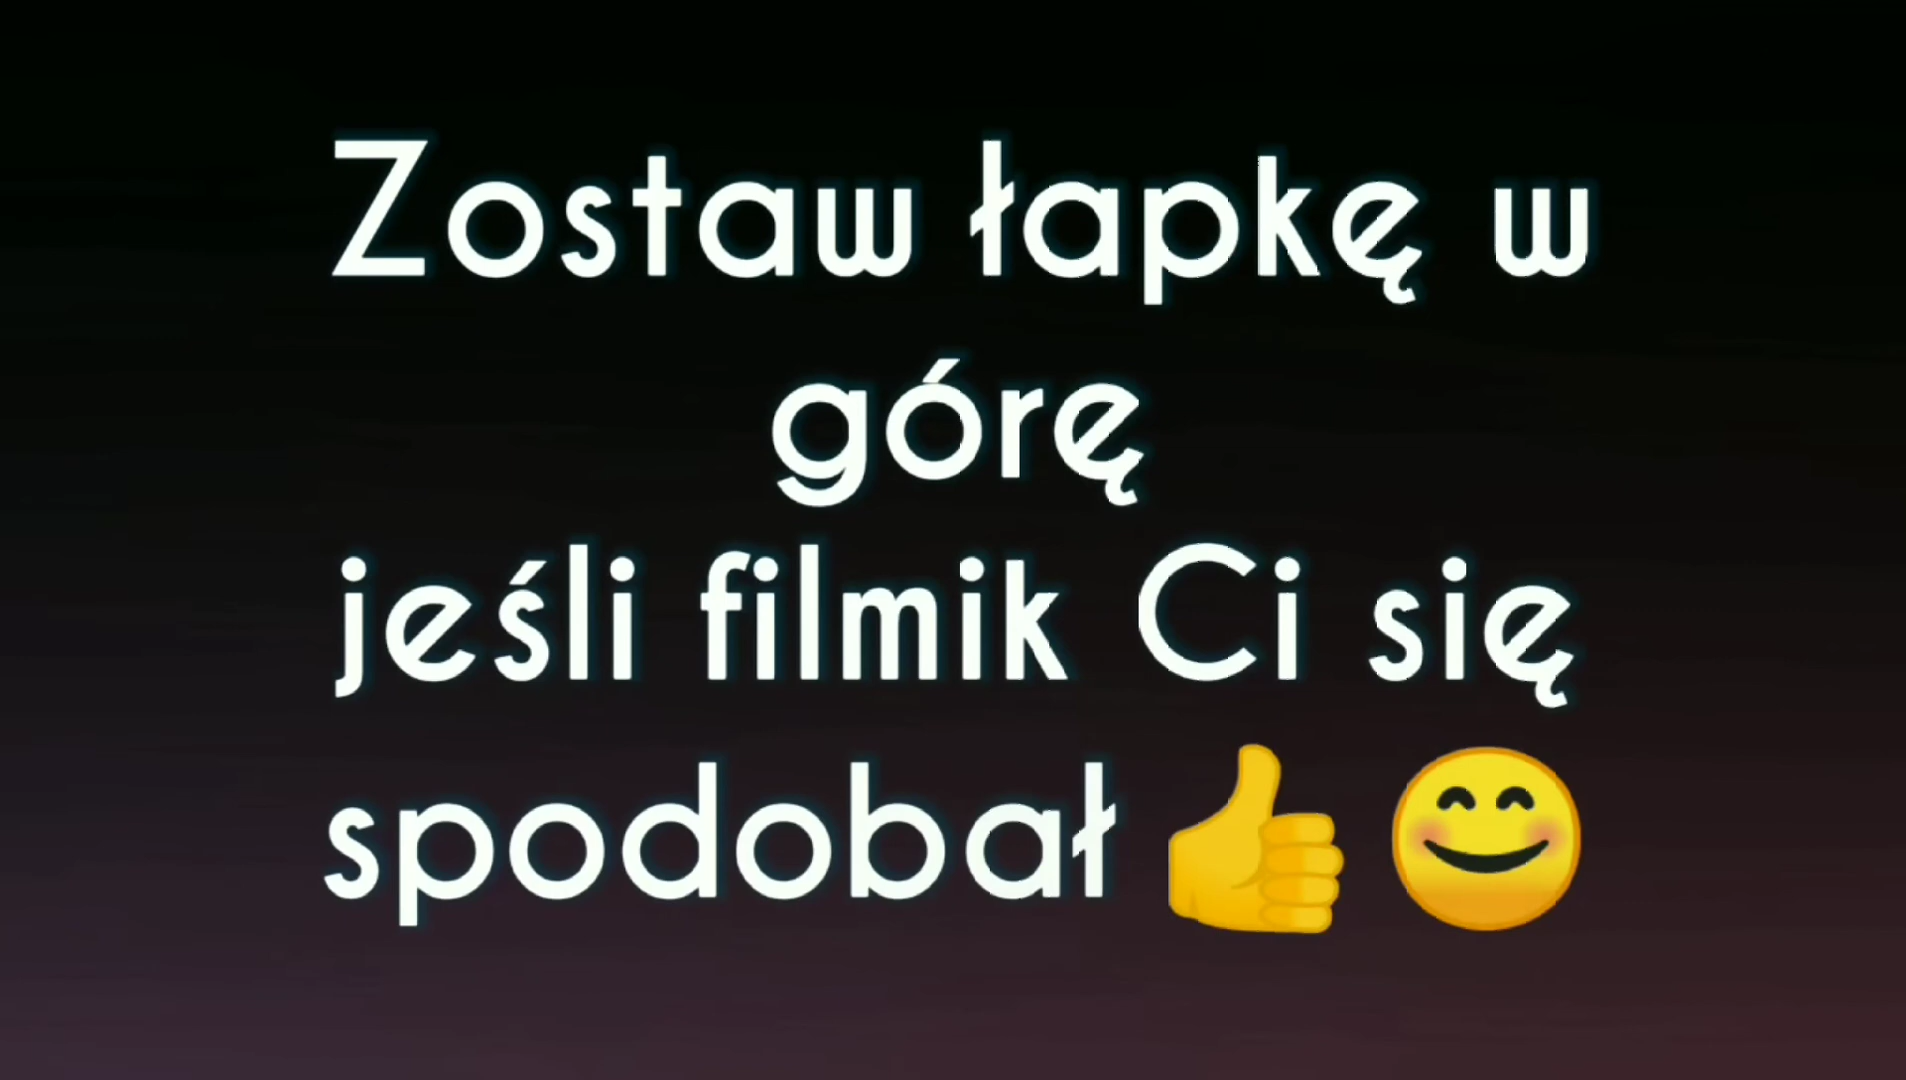 Zostaw łapkę w
górę
jeśli filmik Ci się
spodobał👍😊